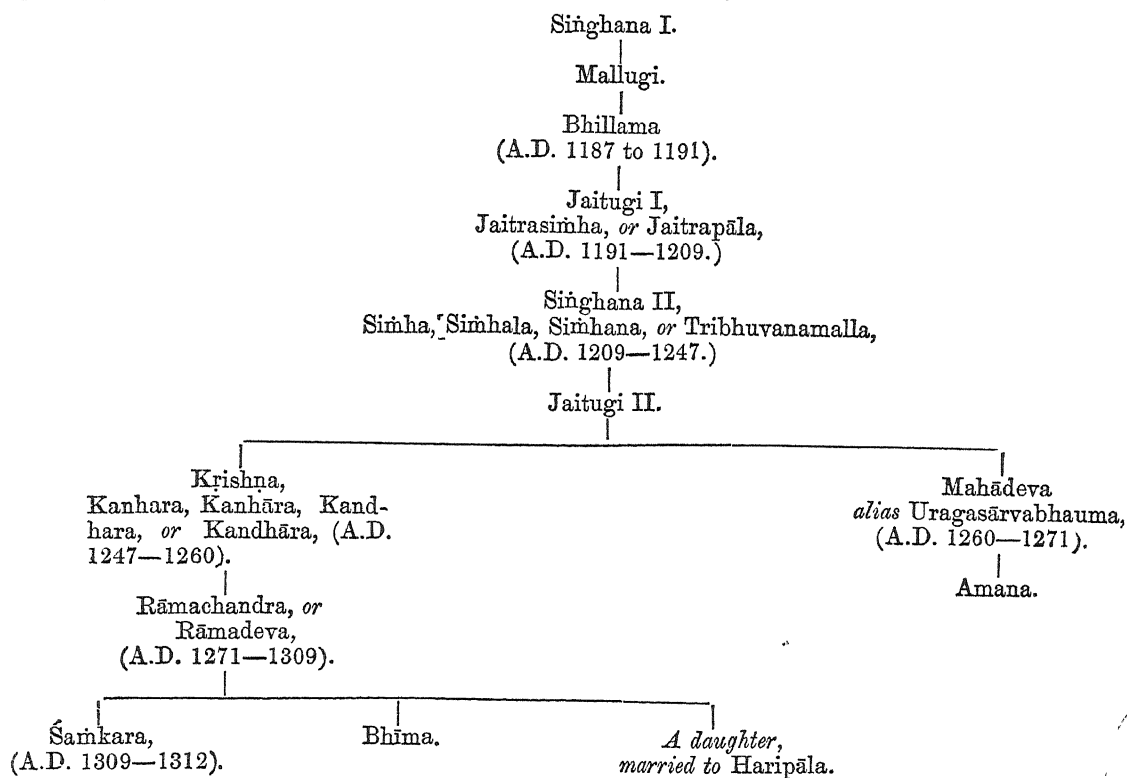 Siṅghana I.
Mallugi.
Bhillama
(A.D. 1187 to 1191).
Jaitugi I,
Jaitrasiṁha, or Jaitrapāla,
(A.D. 1191—1209.)
Siṅghana II,
Siṁha, Siṁhala, Siṁhana, or Tribhuvanamalla,
(A.D. 1209—1247.)
Jaitugi II.
Kṛishṇa,
Kanhara, Kanhāra, Kand-
hara, or Kandhāra, (A.D.
1247—1260).
Mahādeva
alias Uragasārvabhauma,
(A.D. 1260—1271).
Amana.
Rāmachandra, or
Rāmadeva,
(A.D. 1271—1309).
Śaṁkara,
(A.D. 1309—1312).
Bhīma.
A daughter,
married to Haripāla.